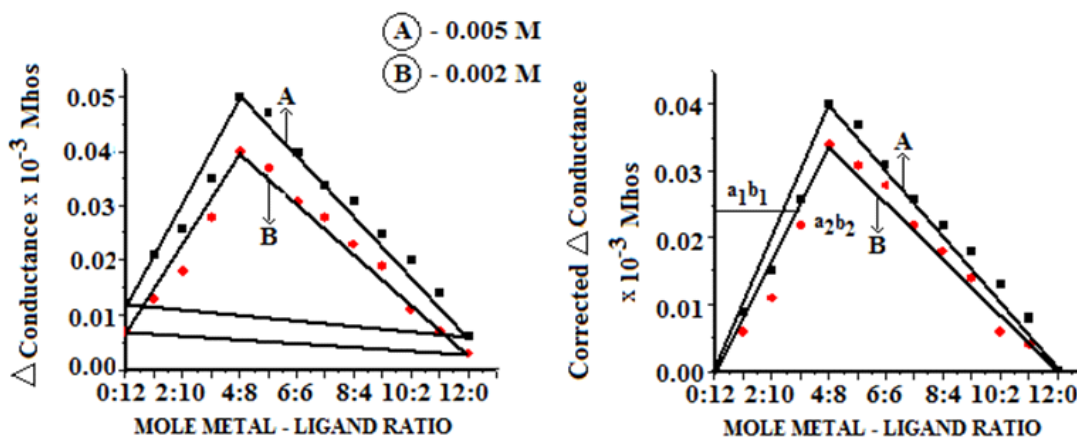 A - 0.005 M
B - 0.002 M
△Conductance x 10⁻³ Mhos
0.05
0.04
0.03
0.02
0.01
0.00
A
B
0:12 2:10 4:8 6:6 8:4 10:2 12:0
MOLE METAL - LIGAND RATIO
Corrected △Conductance
x 10⁻³ Mhos
0.04
0.03
0.02
0.01
0.00
a₁b₁
a₂b₂
A
B
0:12 2:10 4:8 6:6 8:4 10:2 12:0
MOLE METAL - LIGAND RATIO